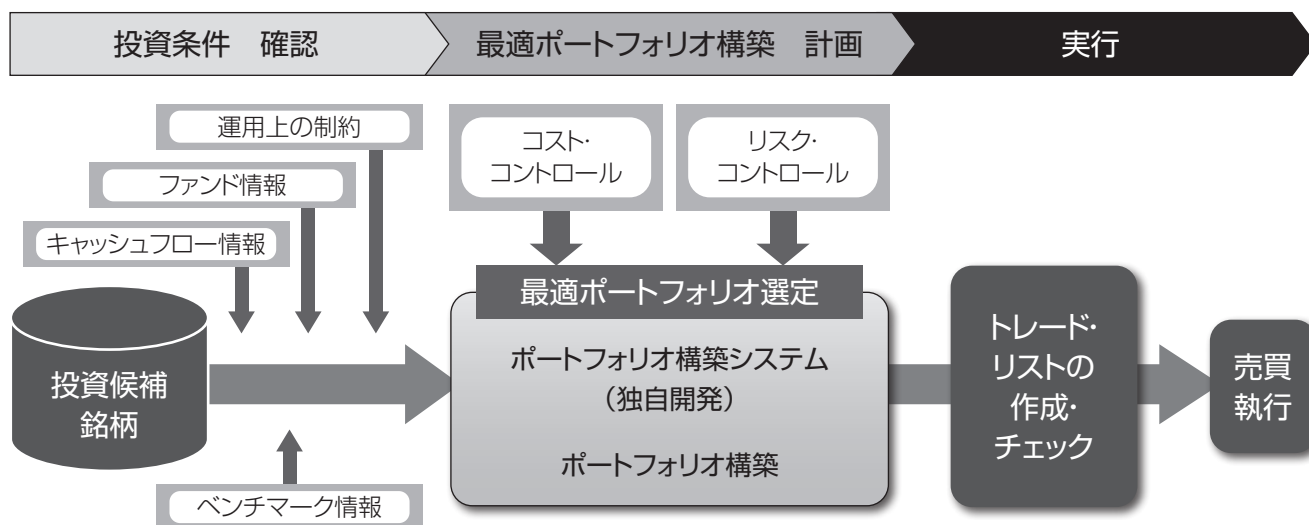 投資条件　確認
最適ポートフォリオ構築　計画
実行
運用上の制約
ファンド情報
キャッシュフロー情報
投資候補
銘柄
ベンチマーク情報
コスト・
コントロール
リスク・
コントロール
最適ポートフォリオ選定
ポートフォリオ構築システム
（独自開発）
ポートフォリオ構築
トレード・
リストの
作成・
チェック
売買
執行